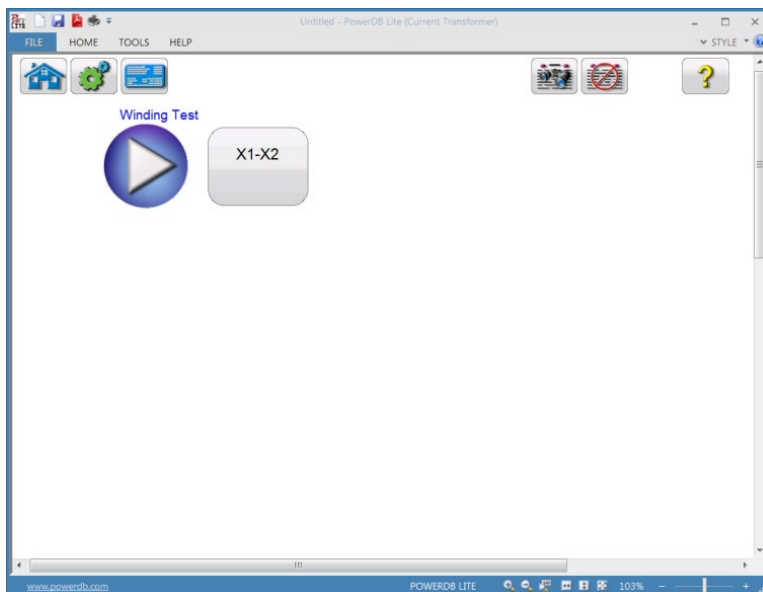 Untitled - PowerDB Lite (Current Transformer)
FILE HOME TOOLS HELP
STYLE
Winding Test
X1-X2
www.powerdb.com
POWERDB LITE
103%